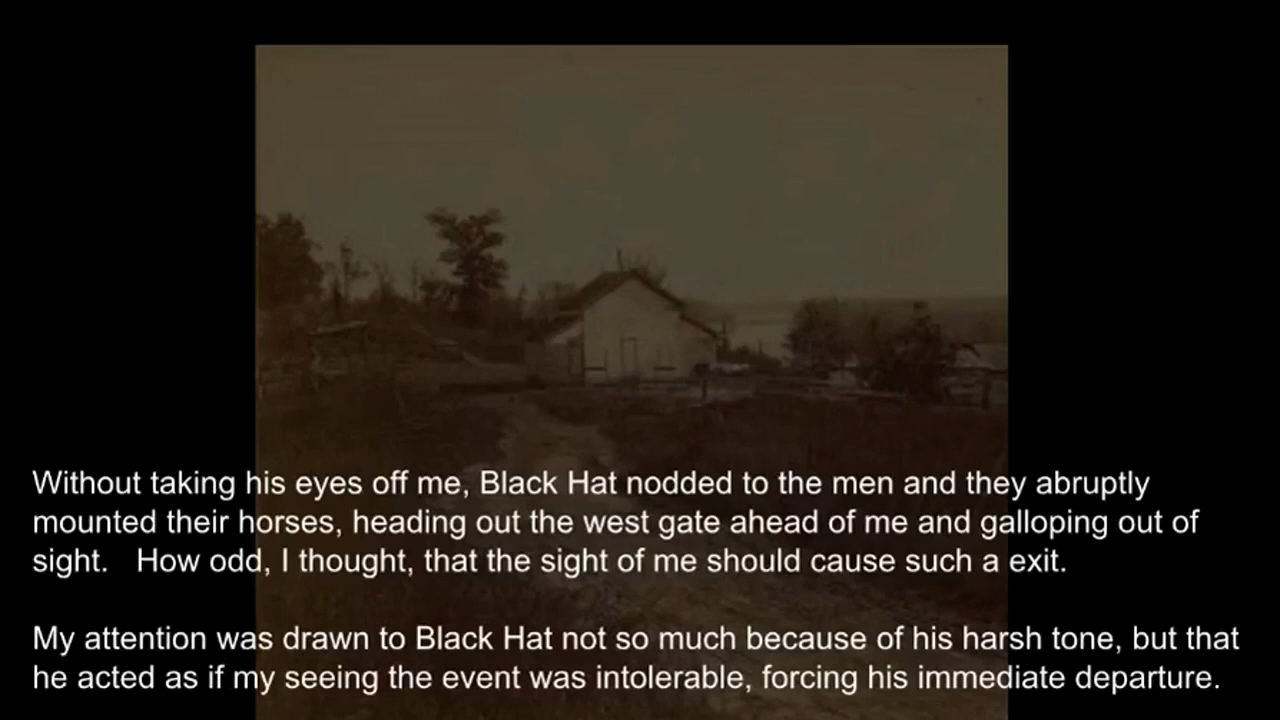 Without taking his eyes off me, Black Hat nodded to the men and they abruptly
mounted their horses, heading out the west gate ahead of me and galloping out of
sight.   How odd, I thought, that the sight of me should cause such a exit.
My attention was drawn to Black Hat not so much because of his harsh tone, but that
he acted as if my seeing the event was intolerable, forcing his immediate departure.